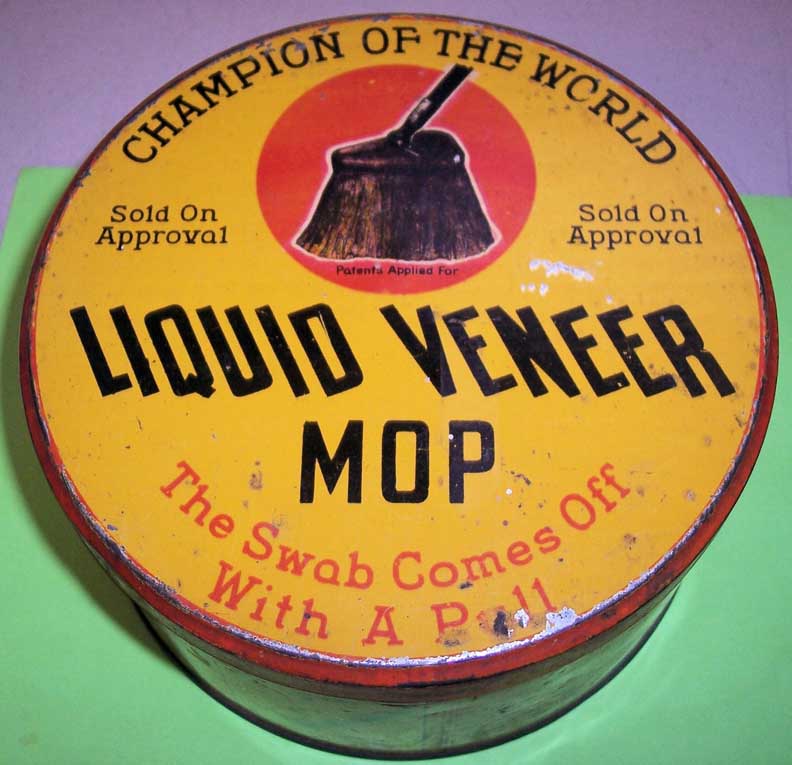 CHAMPION OF THE WORLD
Sold On
Approval
Sold On
Approval
Patents Applied For
LIQUID VENEER
MOP
The Swab Comes Off
With A Pull